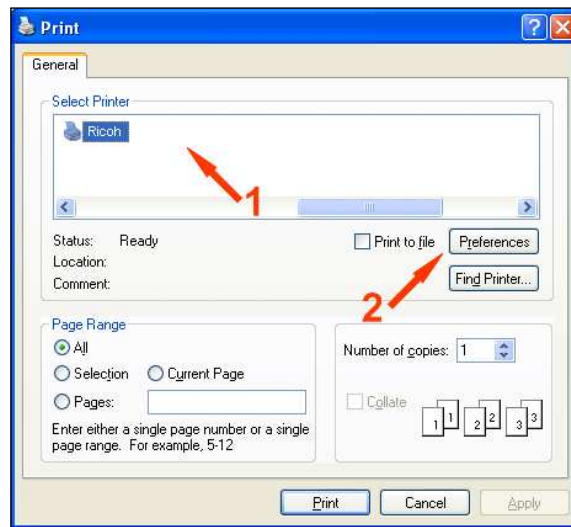 Print
General
Select Printer
Ricoh
1
Status: Ready
Print to file
Preferences
Location:
Comment:
2
Find Printer...
Page Range
All
Selection
Current Page
Pages:
Enter either a single page number or a single
page range. For example, 5-12
Number of copies: 1
Collate
1 1 2 2 3 3
Print
Cancel
Apply